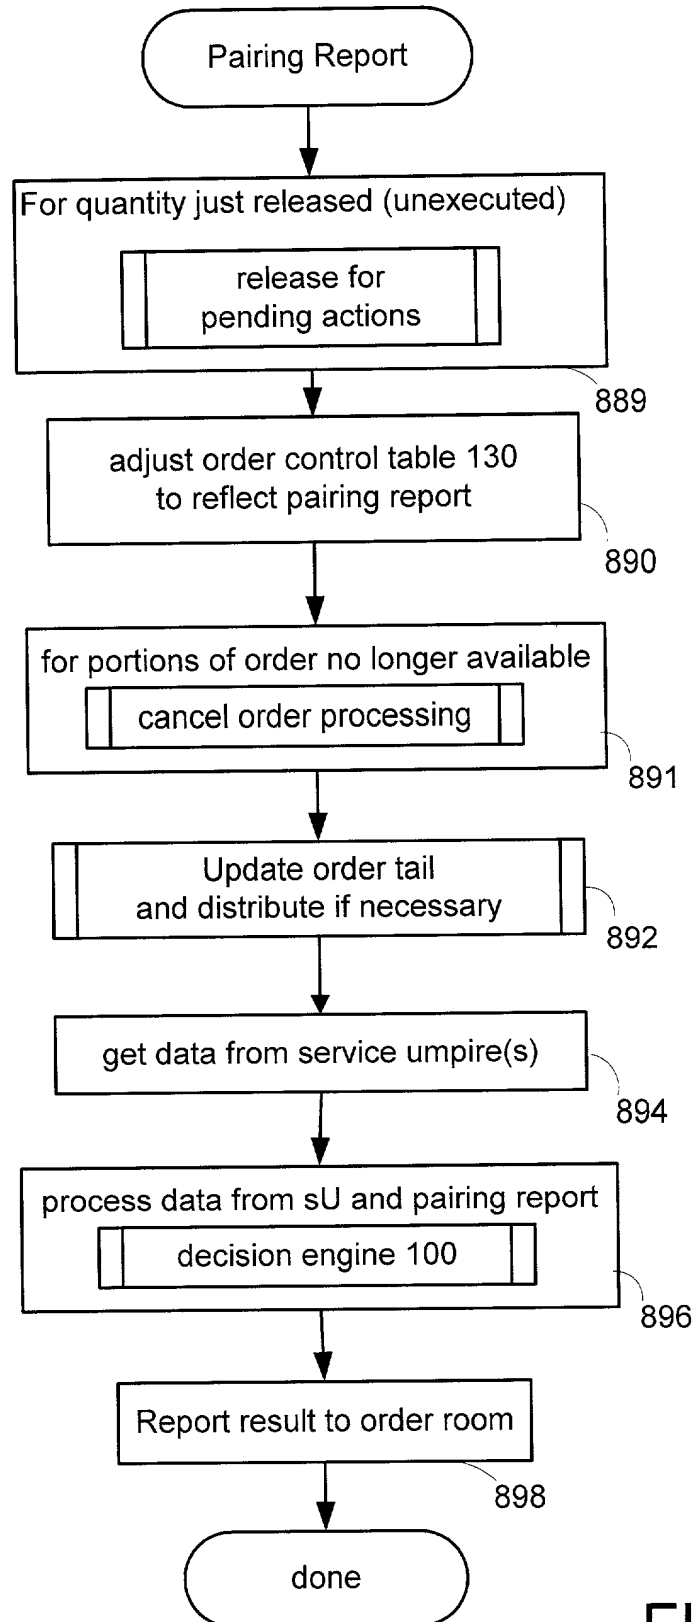 Pairing Report
For quantity just released (unexecuted)
release for
pending actions
889
adjust order control table 130
to reflect pairing report
890
for portions of order no longer available
cancel order processing
891
Update order tail
and distribute if necessary
892
get data from service umpire(s)
894
process data from sU and pairing report
decision engine 100
896
Report result to order room
898
done